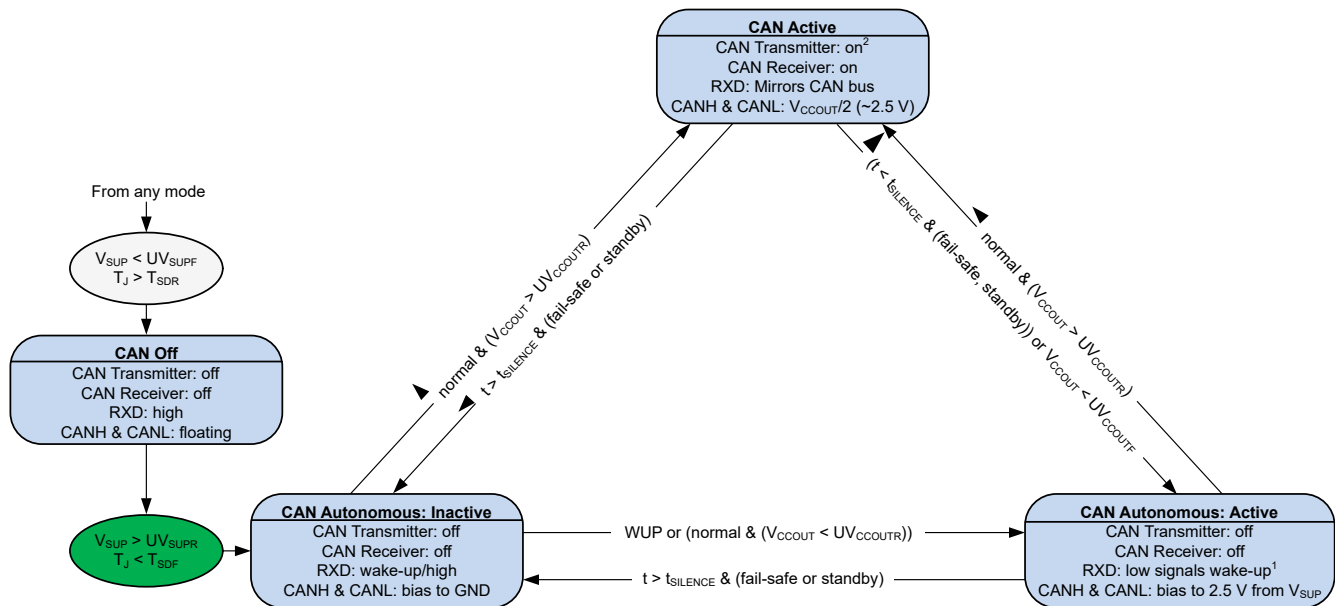 CAN Active
CAN Transmitter: on²
CAN Receiver: on
RXD: Mirrors CAN bus
CANH & CANL: VCCOUT/2 (~2.5 V)
From any mode
VSUP < UVSUPF
TJ > TSDR
CAN Off
CAN Transmitter: off
CAN Receiver: off
RXD: high
CANH & CANL: floating
VSUP > UVSUPR
TJ < TSDF
normal & (VCCOUT > UVCCOUTR)
t > tSILENCE & (fail-safe or standby)
(t < tSILENCE & (fail-safe, standby)) or VCCOUT < UVCCOUTF
normal & (VCCOUT > UVCCOUTR)
CAN Autonomous: Inactive
CAN Transmitter: off
CAN Receiver: off
RXD: wake-up/high
CANH & CANL: bias to GND
WUP or (normal & (VCCOUT < UVCCOUTR))
t > tSILENCE & (fail-safe or standby)
CAN Autonomous: Active
CAN Transmitter: off
CAN Receiver: off
RXD: low signals wake-up¹
CANH & CANL: bias to 2.5 V from VSUP